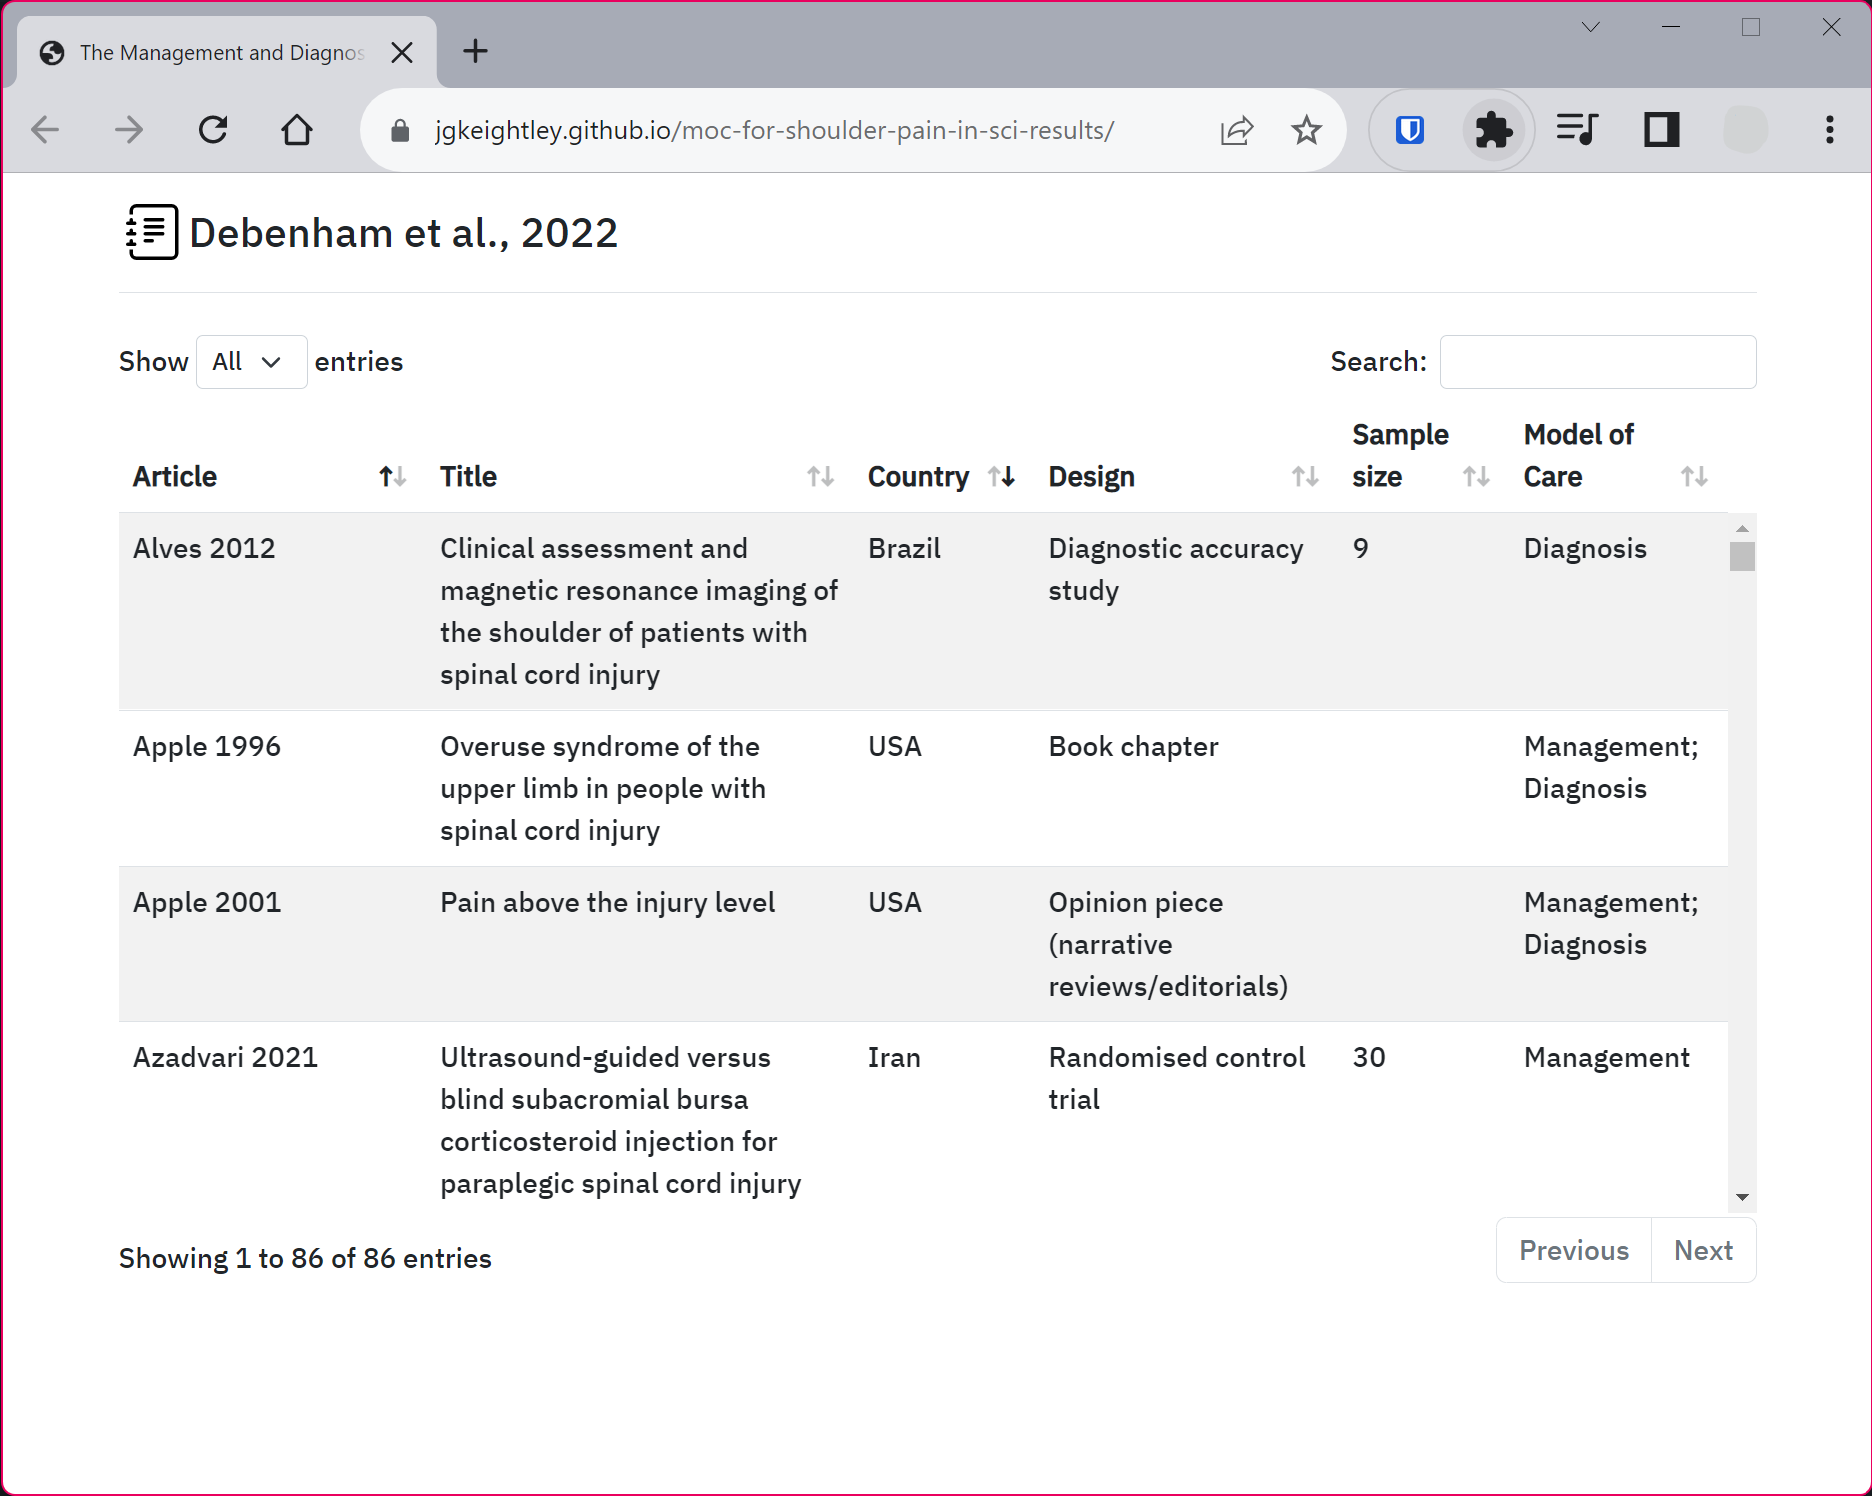 The Management and Diagnos
jgkeightley.github.io/moc-for-shoulder-pain-in-sci-results/
Debenham et al., 2022
Show All entries
Search:
Article Title Country Design Sample size Model of Care
Alves 2012
Clinical assessment and
magnetic resonance imaging of
the shoulder of patients with
spinal cord injury
Brazil
Diagnostic accuracy
study
9
Diagnosis
Apple 1996
Overuse syndrome of the
upper limb in people with
spinal cord injury
USA
Book chapter
Management;
Diagnosis
Apple 2001
Pain above the injury level
USA
Opinion piece
(narrative
reviews/editorials)
Management;
Diagnosis
Azadvari 2021
Ultrasound-guided versus
blind subacromial bursa
corticosteroid injection for
paraplegic spinal cord injury
Iran
Randomised control
trial
30
Management
Showing 1 to 86 of 86 entries
Previous Next